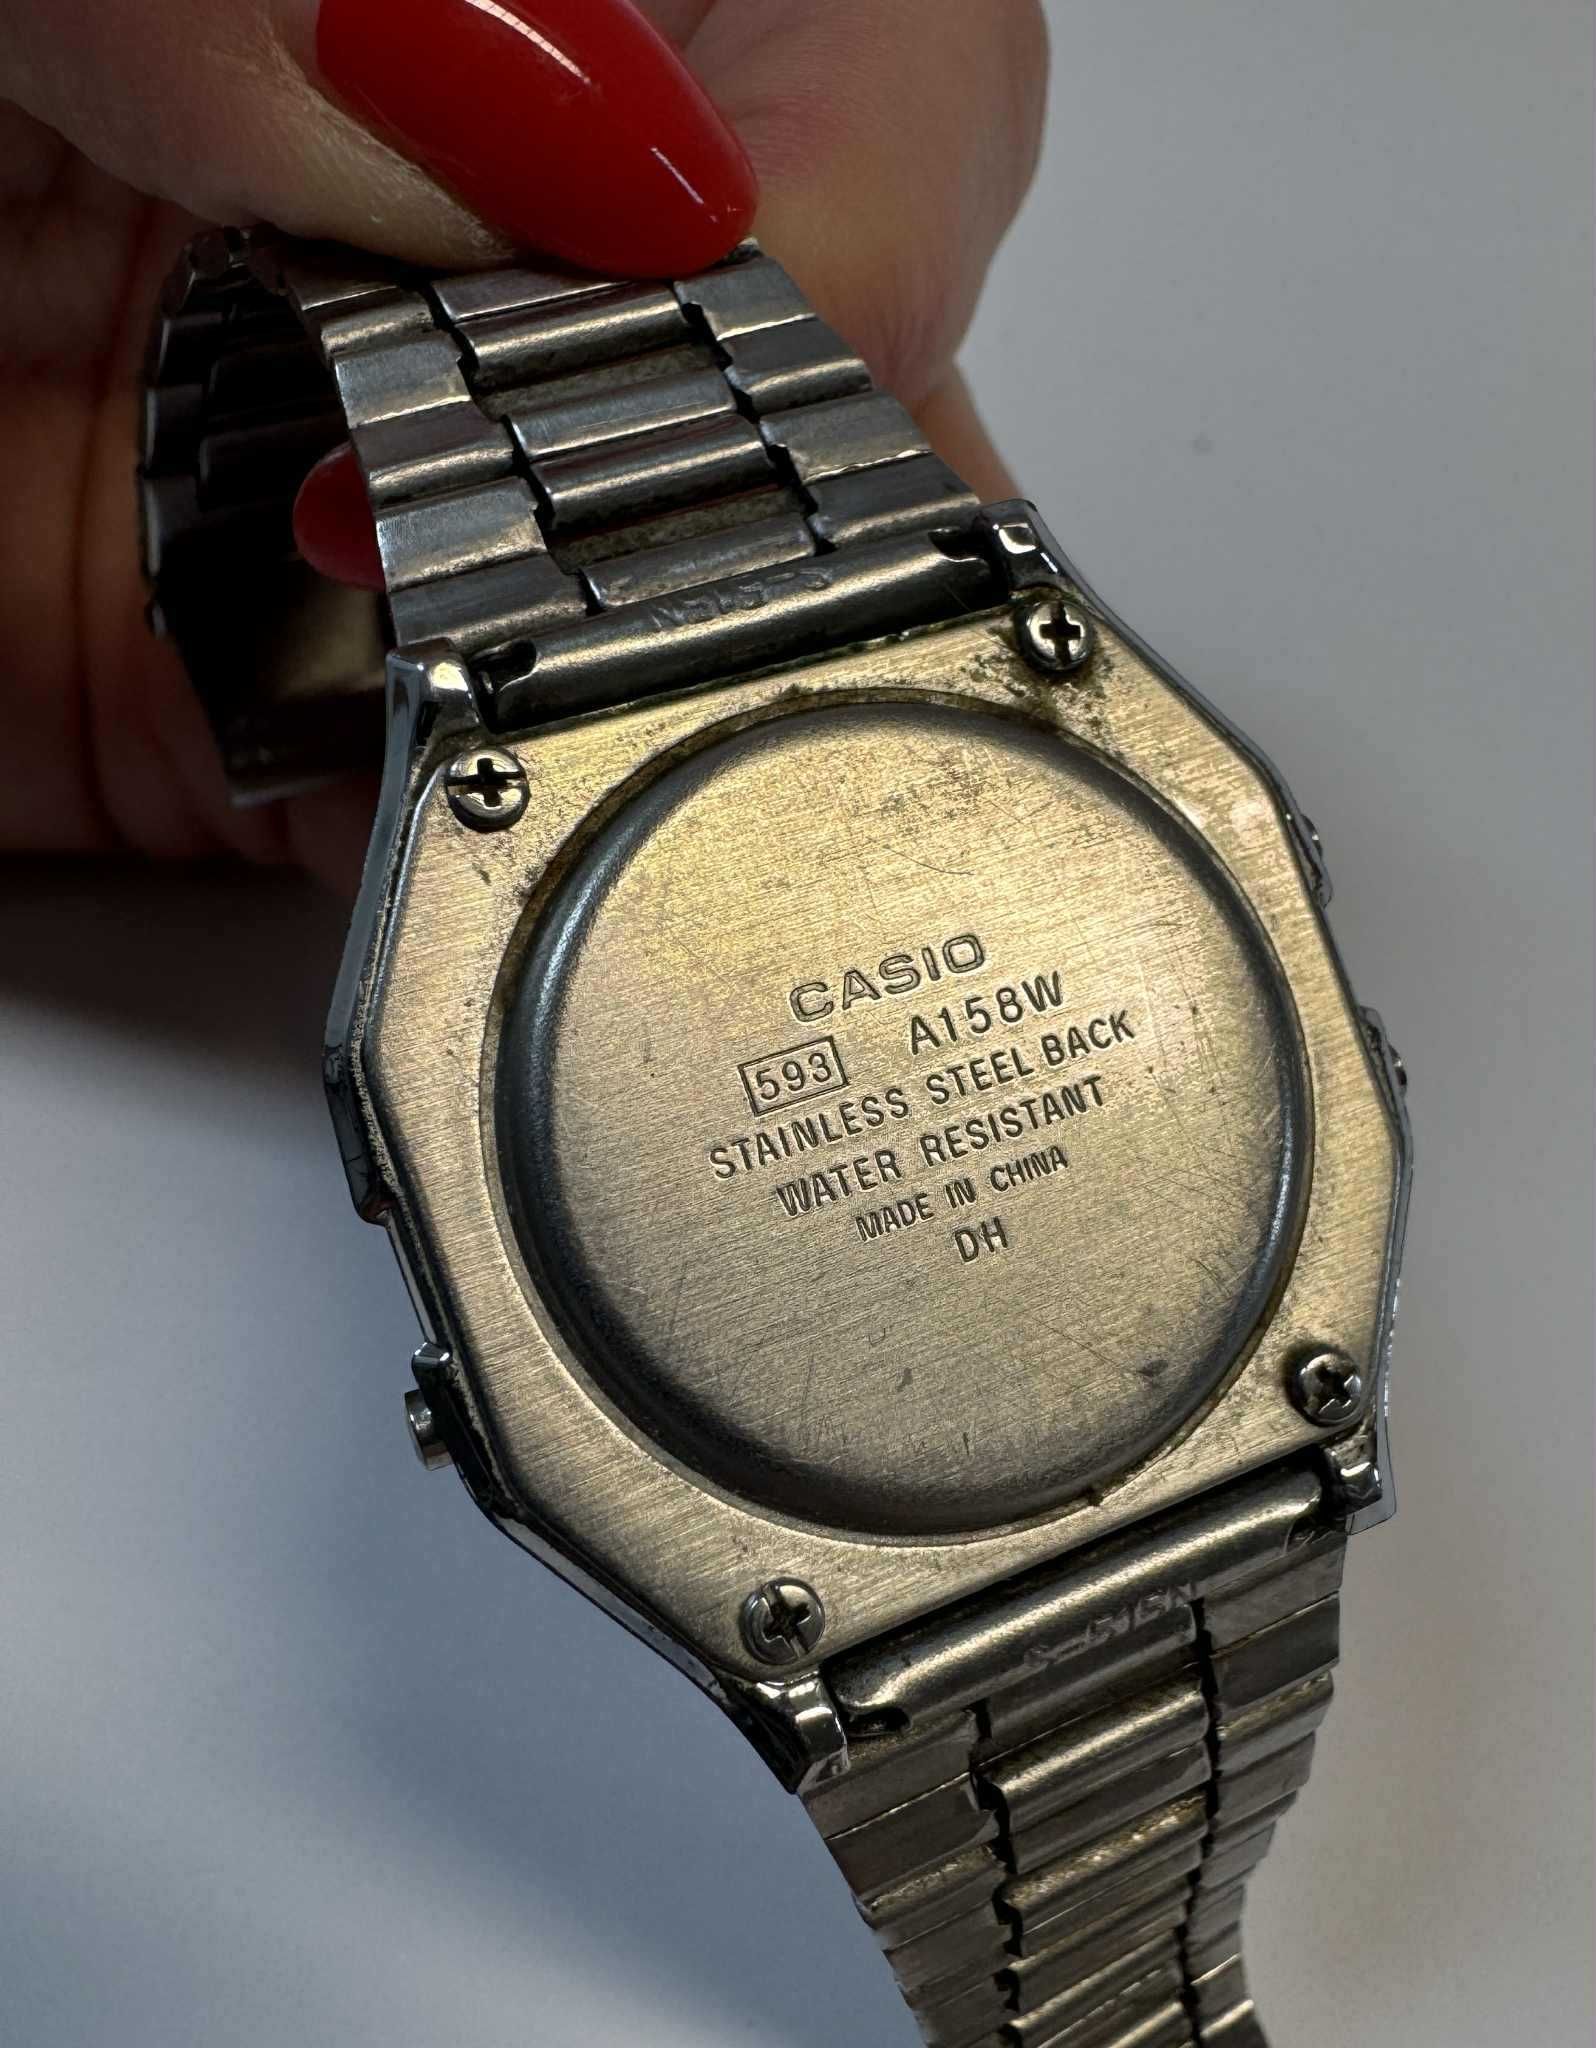 CASIO
593 A158W
STAINLESS STEEL BACK
WATER RESISTANT
MADE IN CHINA
DH